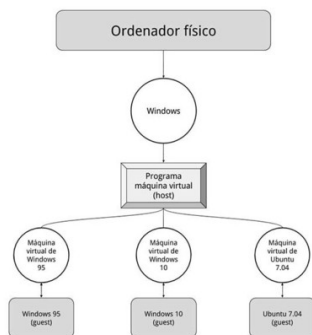 Ordenador físico
Windows
Programa
máquina virtual
(host)
Máquina
virtual de
Windows
95
Máquina
virtual de
Windows
10
Máquina
virtual de
Ubuntu
7.04
Windows 95
(guest)
Windows 10
(guest)
Ubuntu 7.04
(guest)